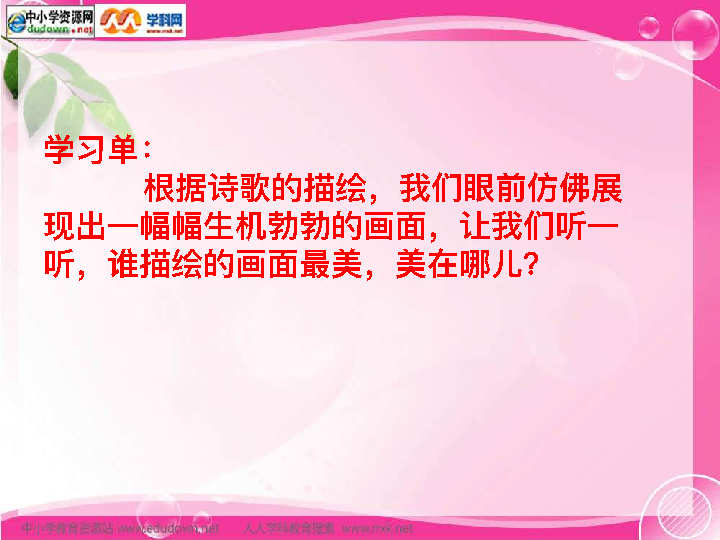 中小学资源网
dudown.net
学科网
www.nxk.net
学习单：
根据诗歌的描绘，我们眼前仿佛展
现出一幅幅生机勃勃的画面，让我们听一
听，谁描绘的画面最美，美在哪儿？
中小学教育资源站 www.edudown.net 人人学科教育搜索 www.nxk.net